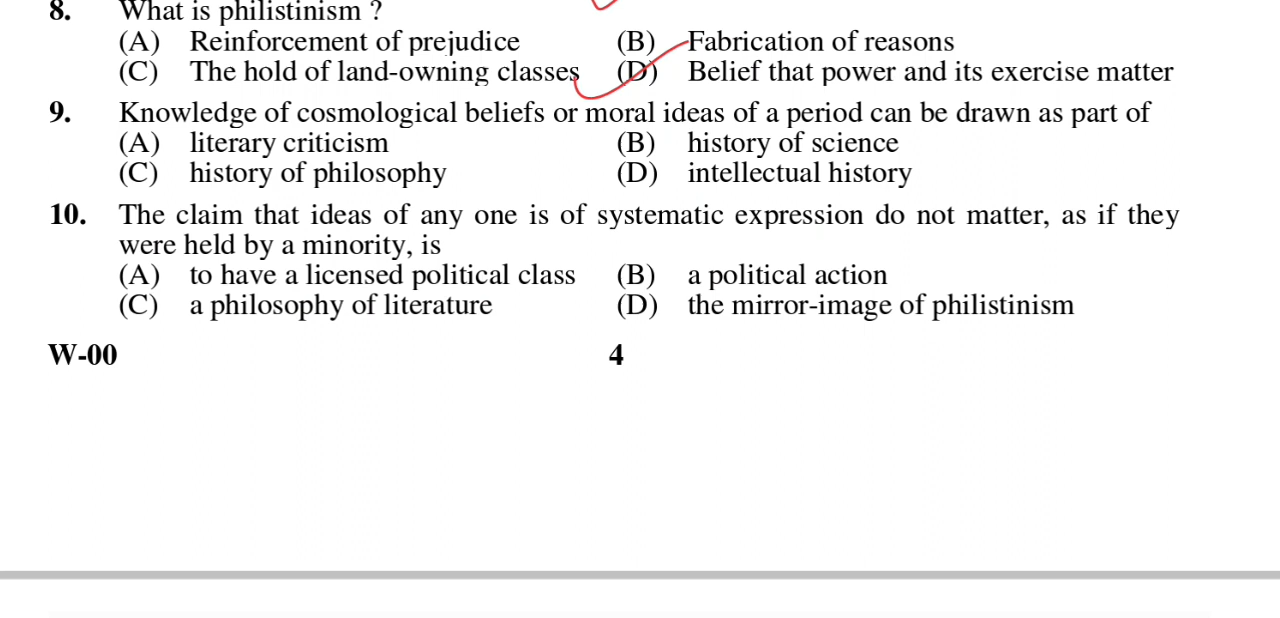 8. What is philistinism ?
(A) Reinforcement of prejudice (B) Fabrication of reasons
(C) The hold of land-owning classes (D) Belief that power and its exercise matter
9. Knowledge of cosmological beliefs or moral ideas of a period can be drawn as part of
(A) literary criticism (B) history of science
(C) history of philosophy (D) intellectual history
10. The claim that ideas of any one is of systematic expression do not matter, as if they
were held by a minority, is
(A) to have a licensed political class (B) a political action
(C) a philosophy of literature (D) the mirror-image of philistinism
W-00 4